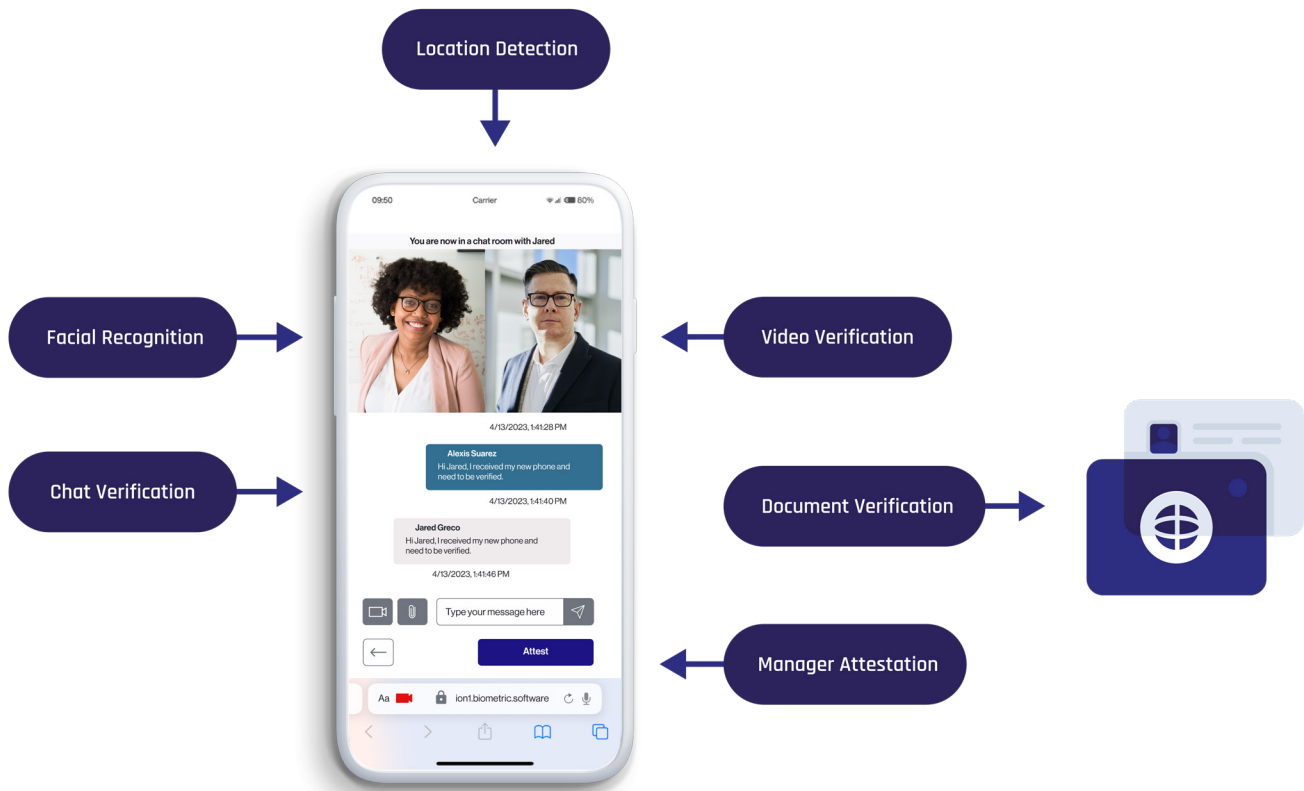 Location Detection
09:50
Carrier
80%
You are now in a chat room with Jared
Facial Recognition
Video Verification
4/13/2023, 1:41:28 PM
Alexis Suarez
Hi Jared, I received my new phone and
need to be verified.
Chat Verification
4/13/2023, 1:41:40 PM
Document Verification
Jared Greco
Hi Jared, I received my new phone and
need to be verified.
4/13/2023, 1:41:46 PM
Type your message here
Attest
Manager Attestation
Aa
ion1.biometric.software